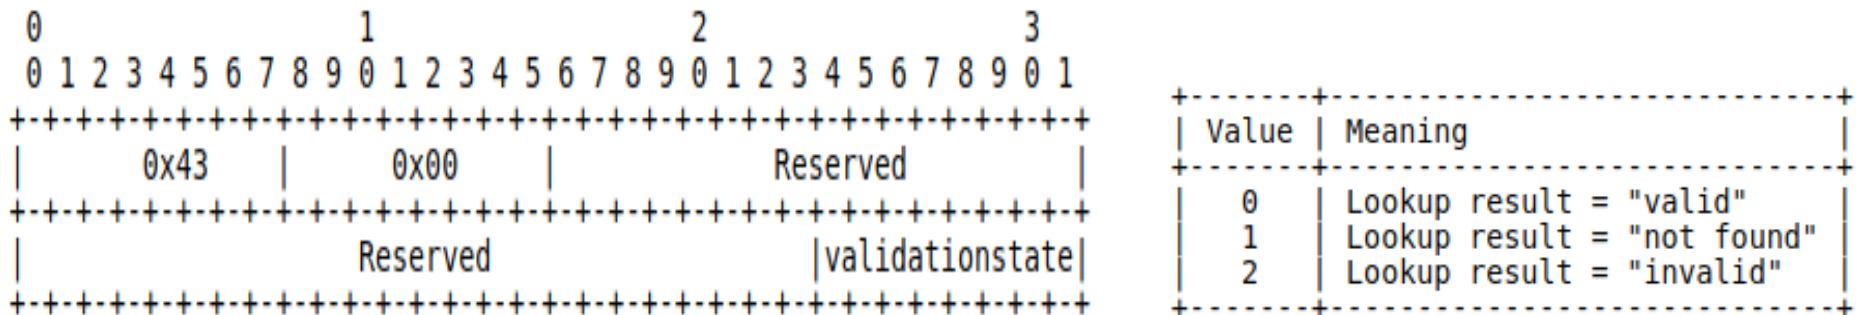 0                   1                   2                   3
0 1 2 3 4 5 6 7 8 9 0 1 2 3 4 5 6 7 8 9 0 1 2 3 4 5 6 7 8 9 0 1
+-+-+-+-+-+-+-+-+-+-+-+-+-+-+-+-+-+-+-+-+-+-+-+-+-+-+-+-+-+-+-+-+
|       0x43    |      0x00     |             Reserved          |
+-+-+-+-+-+-+-+-+-+-+-+-+-+-+-+-+-+-+-+-+-+-+-+-+-+-+-+-+-+-+-+-+
|                    Reserved                   |validationstate|
+-+-+-+-+-+-+-+-+-+-+-+-+-+-+-+-+-+-+-+-+-+-+-+-+-+-+-+-+-+-+-+-+
+-------+-----------------------------+
| Value | Meaning                     |
+-------+-----------------------------+
|   0   | Lookup result = "valid"     |
|   1   | Lookup result = "not found" |
|   2   | Lookup result = "invalid"   |
+-------+-----------------------------+